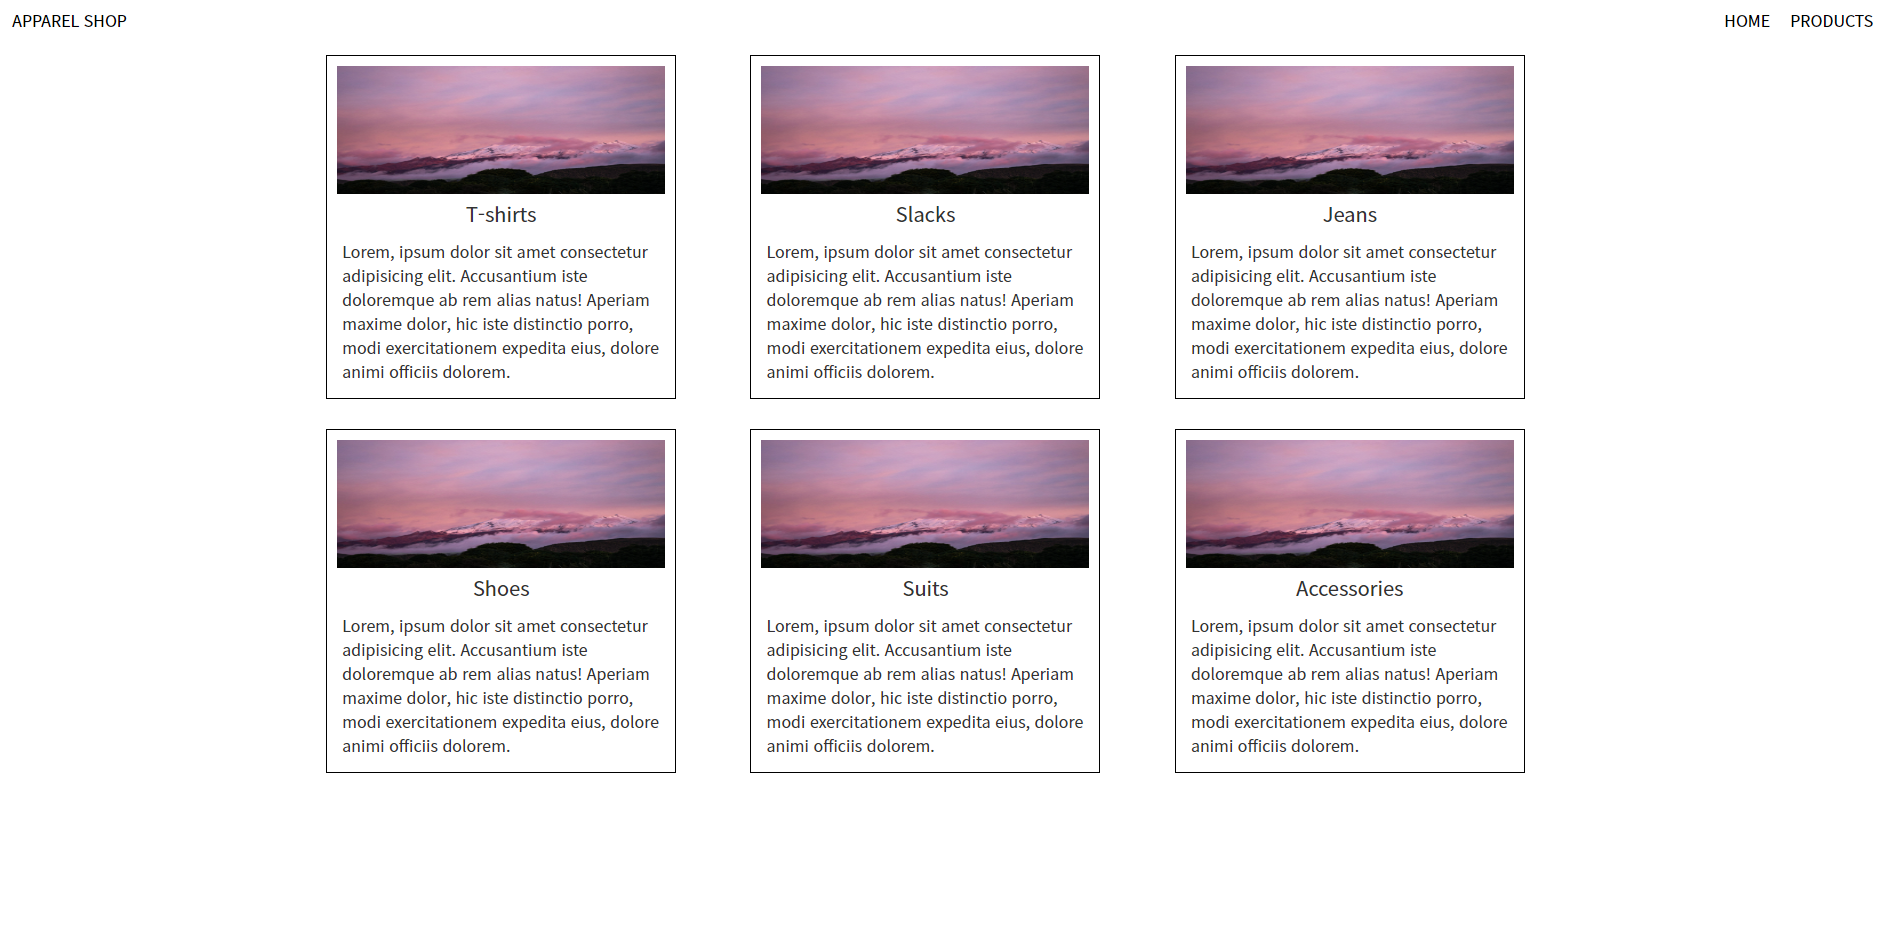 APPAREL SHOP
HOME PRODUCTS
T-shirts
Lorem, ipsum dolor sit amet consectetur
adipisicing elit. Accusantium iste
doloremque ab rem alias natus! Aperiam
maxime dolor, hic iste distinctio porro,
modi exercitationem expedita eius, dolore
animi officiis dolorem.
Slacks
Lorem, ipsum dolor sit amet consectetur
adipisicing elit. Accusantium iste
doloremque ab rem alias natus! Aperiam
maxime dolor, hic iste distinctio porro,
modi exercitationem expedita eius, dolore
animi officiis dolorem.
Jeans
Lorem, ipsum dolor sit amet consectetur
adipisicing elit. Accusantium iste
doloremque ab rem alias natus! Aperiam
maxime dolor, hic iste distinctio porro,
modi exercitationem expedita eius, dolore
animi officiis dolorem.
Shoes
Lorem, ipsum dolor sit amet consectetur
adipisicing elit. Accusantium iste
doloremque ab rem alias natus! Aperiam
maxime dolor, hic iste distinctio porro,
modi exercitationem expedita eius, dolore
animi officiis dolorem.
Suits
Lorem, ipsum dolor sit amet consectetur
adipisicing elit. Accusantium iste
doloremque ab rem alias natus! Aperiam
maxime dolor, hic iste distinctio porro,
modi exercitationem expedita eius, dolore
animi officiis dolorem.
Accessories
Lorem, ipsum dolor sit amet consectetur
adipisicing elit. Accusantium iste
doloremque ab rem alias natus! Aperiam
maxime dolor, hic iste distinctio porro,
modi exercitationem expedita eius, dolore
animi officiis dolorem.